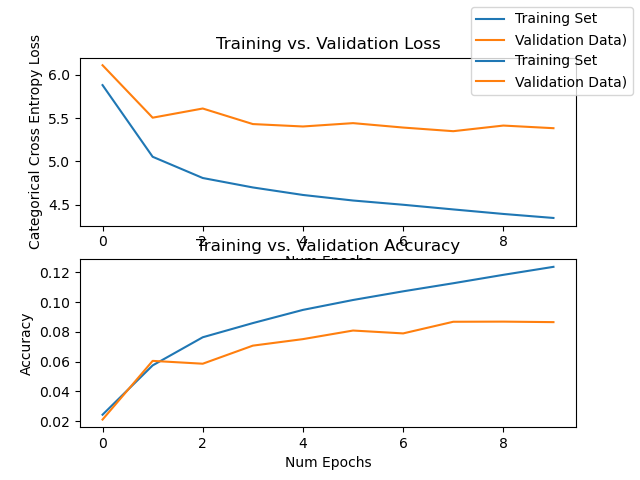 Training Set
Validation Data)
Training Set
Validation Data)
Training vs. Validation Loss
Categorical Cross Entropy Loss
6.0
5.5
5.0
4.5
0 2 4 6 8
Num Epochs
Training vs. Validation Accuracy
Accuracy
0.12
0.10
0.08
0.06
0.04
0.02
0 2 4 6 8
Num Epochs